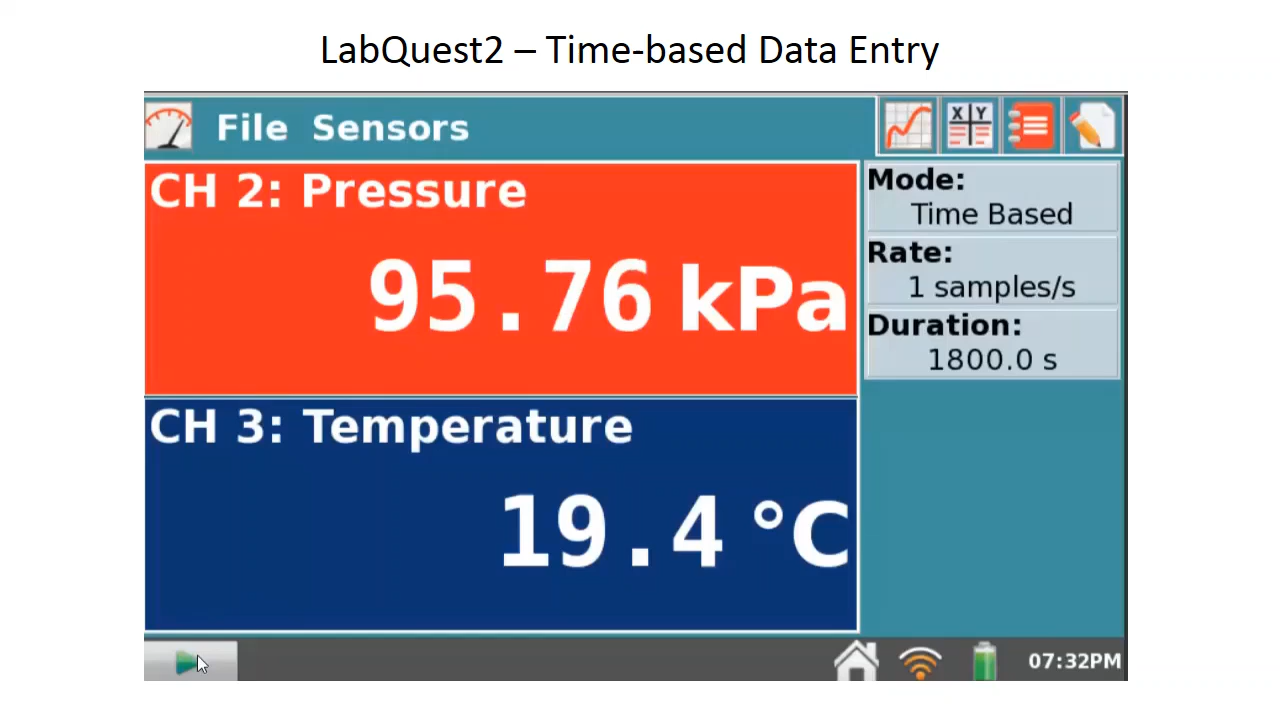 LabQuest2 – Time-based Data Entry
File Sensors
X Y
CH 2: Pressure
95.76 kPa
Mode:
Time Based
Rate:
1 samples/s
Duration:
1800.0 s
CH 3: Temperature
19.4 °C
07:32PM